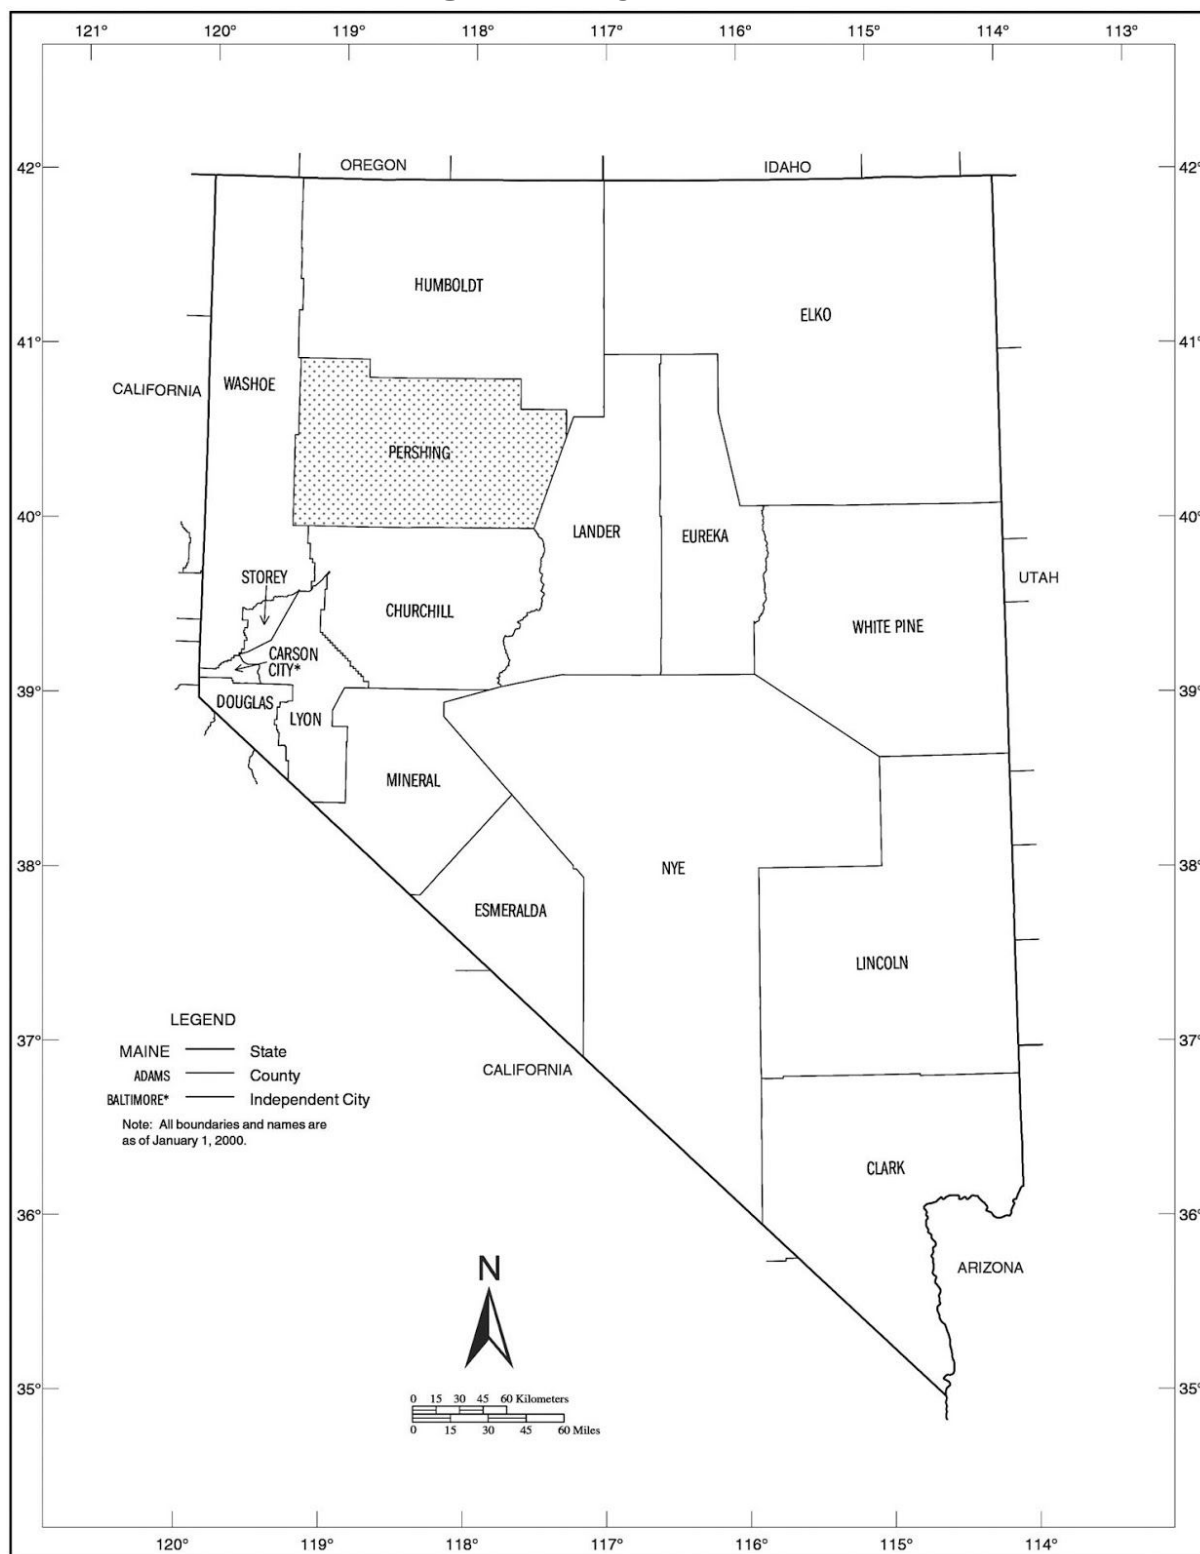 121° 120° 119° 118° 117° 116° 115° 114° 113°
42° OREGON IDAHO 42°
HUMBOLDT
ELKO
41° 41°
WASHOE
CALIFORNIA
PERSHING
40° 40°
LANDER
EUREKA
STOREY
UTAH
CHURCHILL
WHITE PINE
CARSON
CITY*
39° 39°
DOUGLAS
LYON
MINERAL
38° 38°
NYE
ESMERALDA
LINCOLN
LEGEND
37° 37°
MAINE State
CALIFORNIA
ADAMS County
BALTIMORE* Independent City
Note: All boundaries and names are
as of January 1, 2000.
CLARK
36° 36°
ARIZONA
N
35° 35°
0 15 30 45 60 Kilometers
0 15 30 45 60 Miles
120° 119° 118° 117° 116° 115° 114°